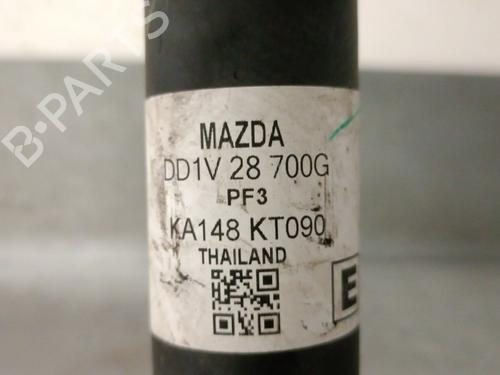 B-PARTS
MAZDA
DD1V 28 700G
PF3
KA148 KT090
THAILAND
E